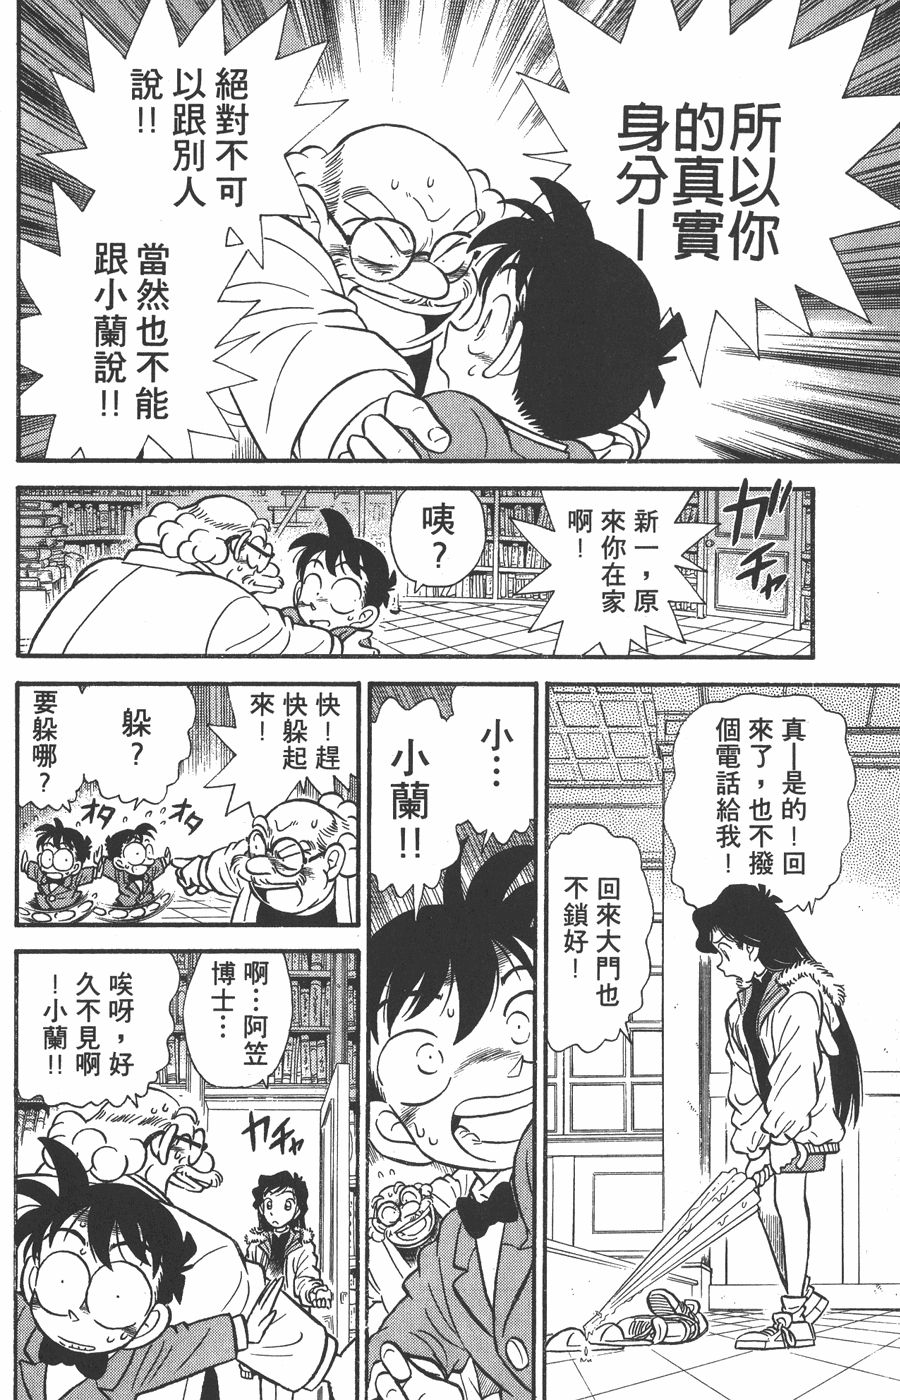 所以你
的真實
身分—
絕對不可
以跟別人
說!!
當然也不能
跟小蘭說!!
ガチャ
新一，原
來你在家
啊！
咦？
真—是的！回
來了，也不撥
個電話給我！
回來大門也
不鎖好！
小…
小蘭!!
快！趕
快躲起
來！
躲？
要躲哪？
オタ
オタ
ガチャ
啊…阿笠
博士…
唉呀，好
久不見啊
！小蘭!!